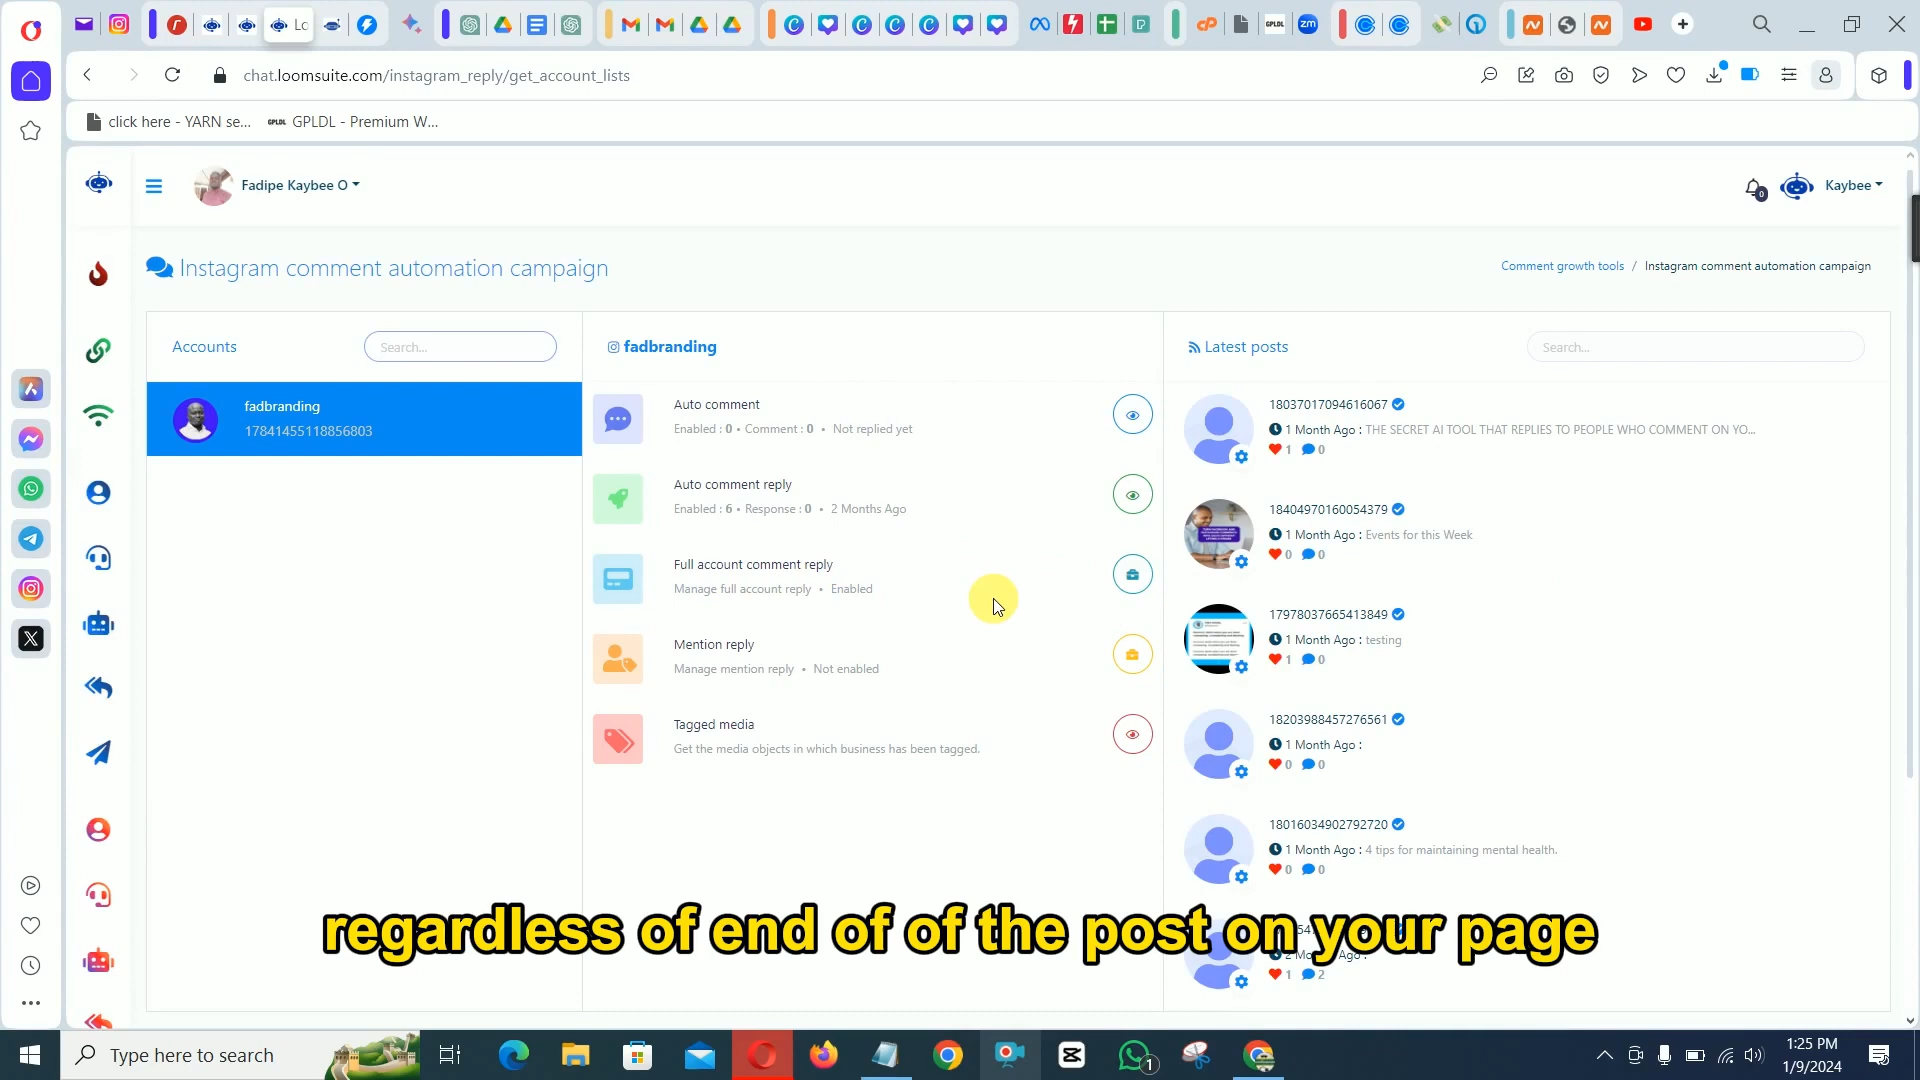 Lo
chat.loomsuite.com/instagram_reply/get_account_lists
click here - YARN se...
GPLDL
GPLDL - Premium W...
Fadipe Kaybee O
0
Kaybee
Instagram comment automation campaign
Comment growth tools / Instagram comment automation campaign
Accounts
Search...
fadbranding
17841455118856803
fadbranding
Auto comment
Enabled : 0 • Comment : 0 • Not replied yet
Auto comment reply
Enabled : 6 • Response : 0 • 2 Months Ago
Full account comment reply
Manage full account reply • Enabled
Mention reply
Manage mention reply • Not enabled
Tagged media
Get the media objects in which business has been tagged.
Latest posts
Search...
18037017094616067
1 Month Ago : THE SECRET AI TOOL THAT REPLIES TO PEOPLE WHO COMMENT ON YO...
1 0
18404970160054379
1 Month Ago : Events for this Week
0 0
17978037665413849
1 Month Ago : testing
1 0
18203988457276561
1 Month Ago :
0 0
18016034902792720
1 Month Ago : 4 tips for maintaining mental health.
0 0
1 2
regardless of end of of the post on your page
Type here to search
1
1:25 PM
1/9/2024